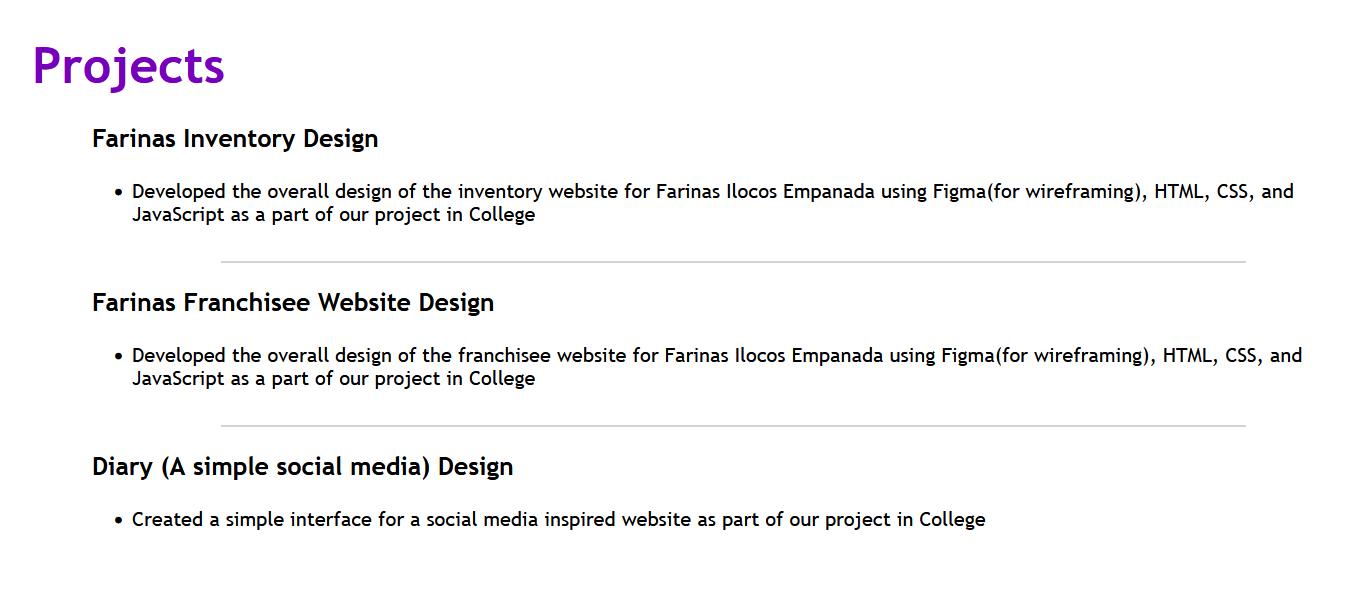 Projects
Farinas Inventory Design
• Developed the overall design of the inventory website for Farinas Ilocos Empanada using Figma(for wireframing), HTML, CSS, and
JavaScript as a part of our project in College
Farinas Franchisee Website Design
• Developed the overall design of the franchisee website for Farinas Ilocos Empanada using Figma(for wireframing), HTML, CSS, and
JavaScript as a part of our project in College
Diary (A simple social media) Design
• Created a simple interface for a social media inspired website as part of our project in College